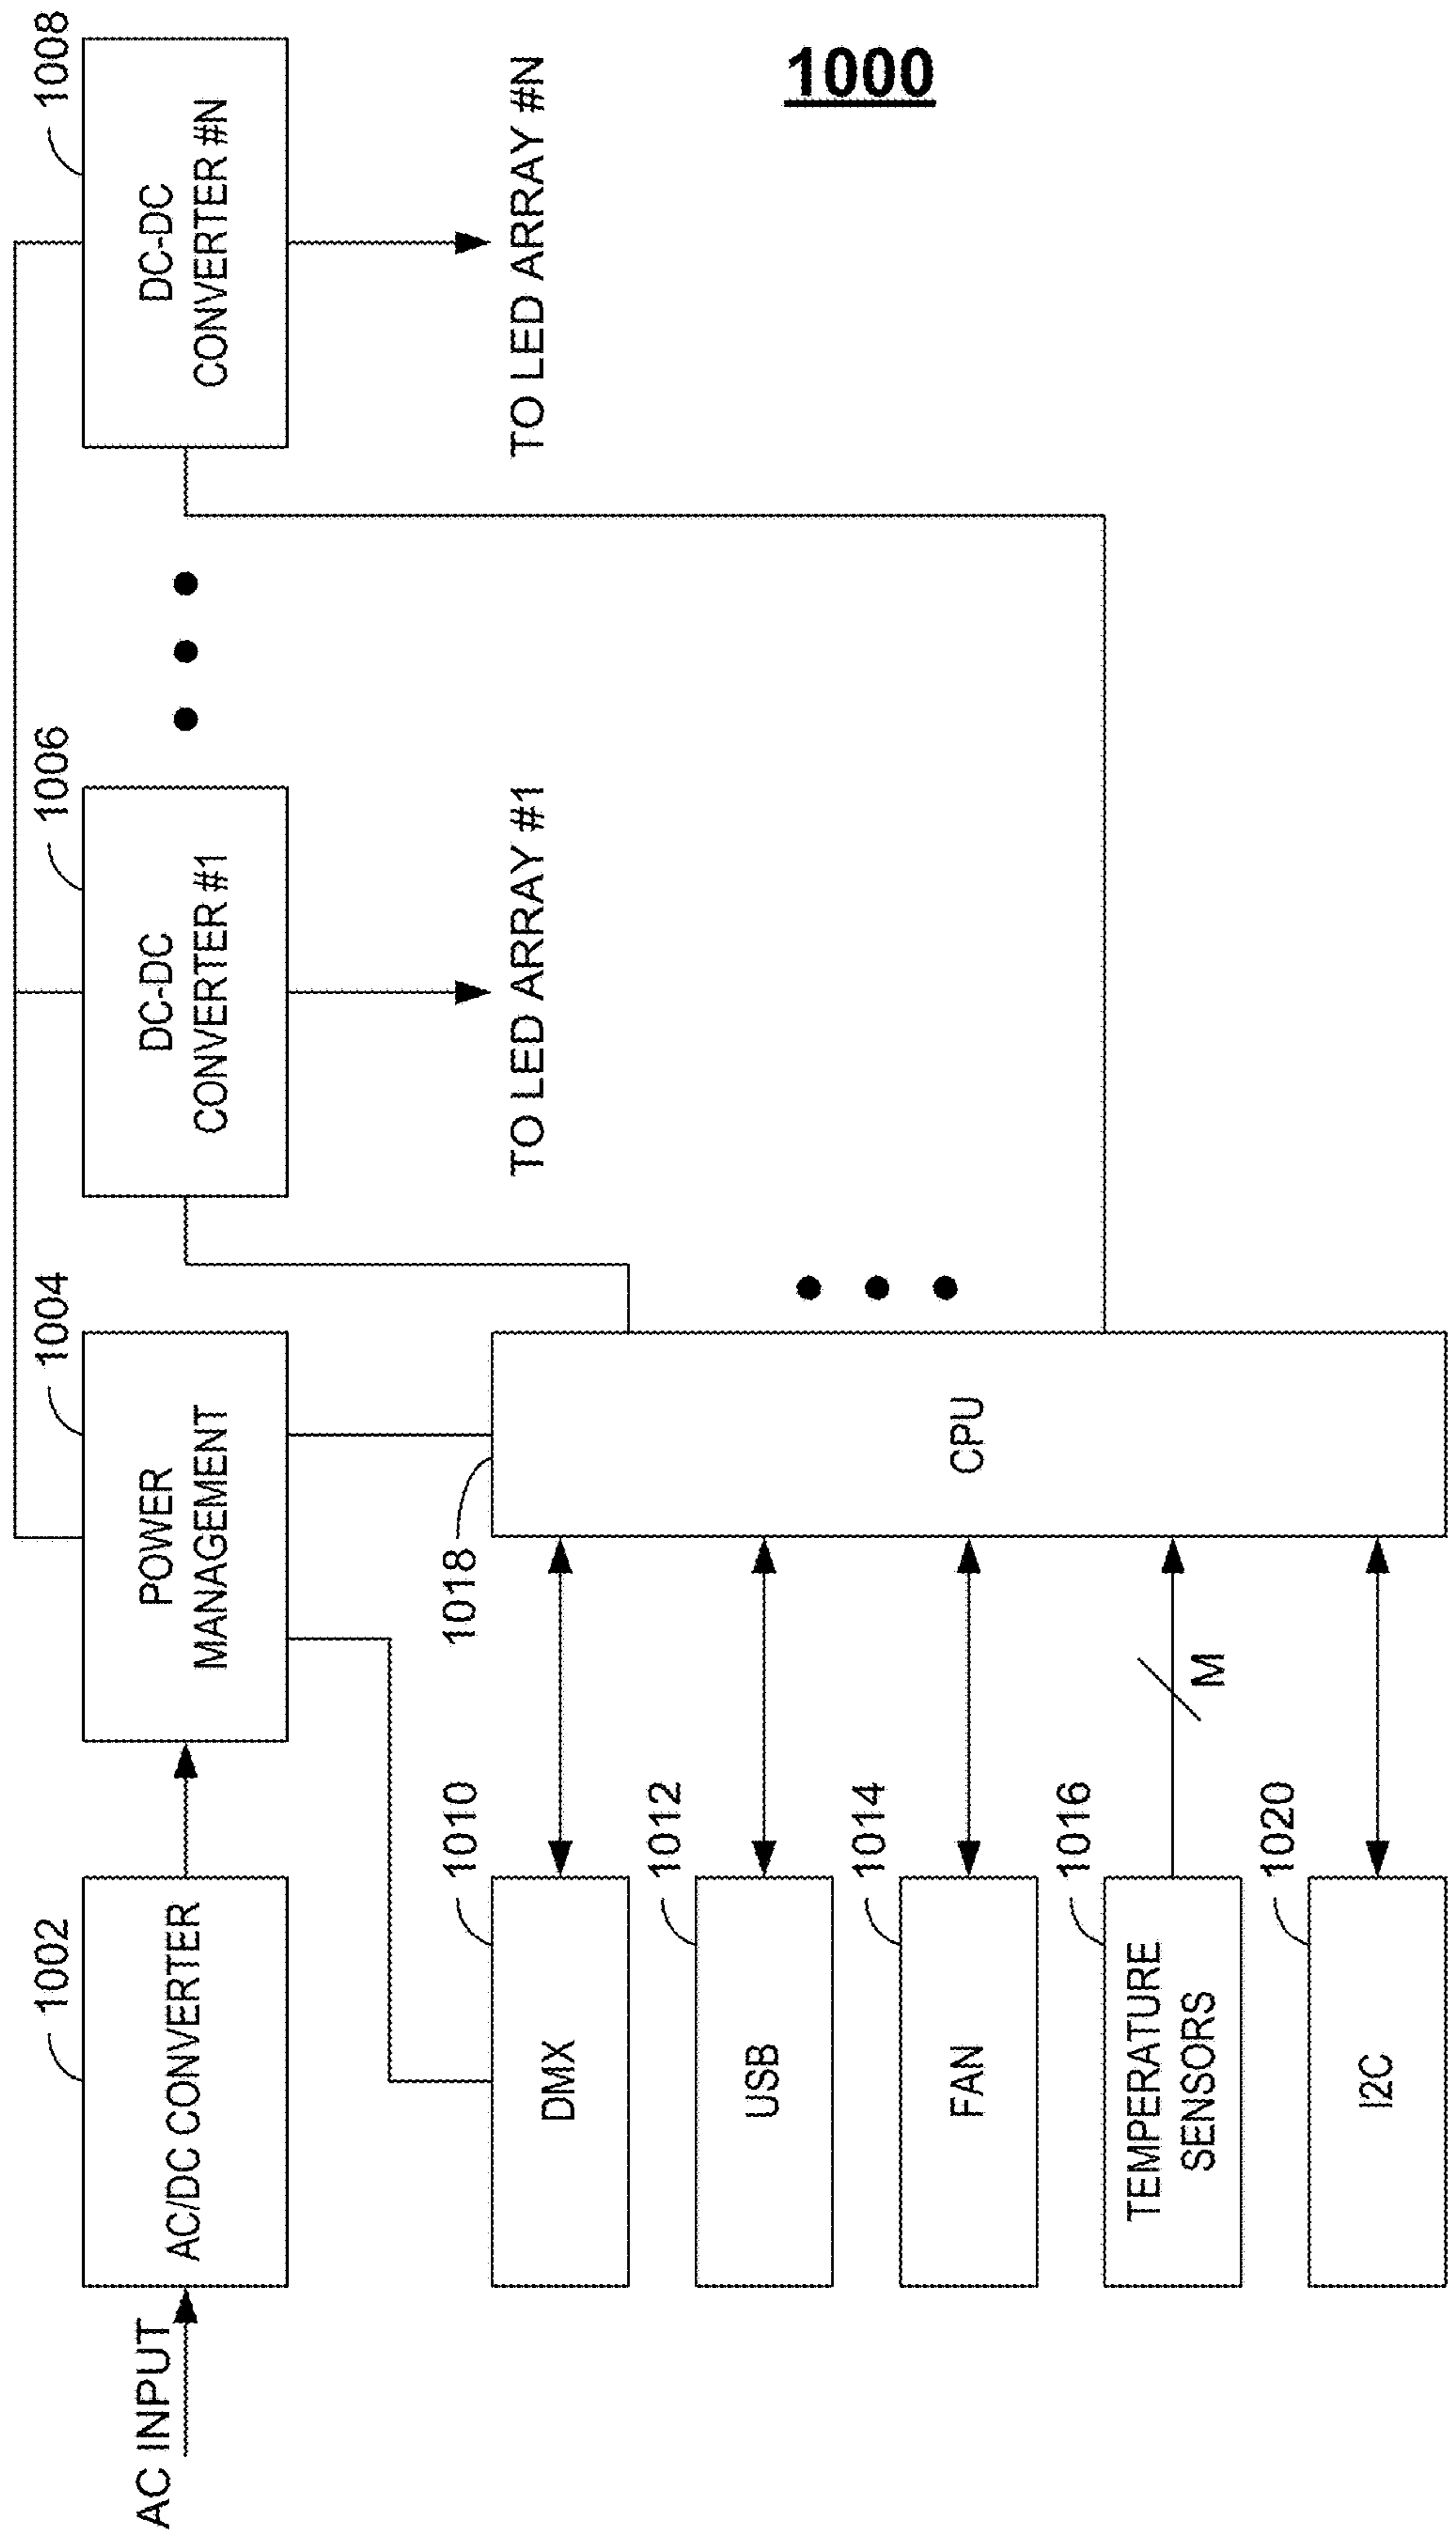 1000
AC INPUT
1002
AC/DC CONVERTER
1004
POWER
MANAGEMENT
1006
DC-DC
CONVERTER #1
1008
DC-DC
CONVERTER #N
TO LED ARRAY #1
TO LED ARRAY #N
1010
DMX
1018
CPU
1012
USB
1014
FAN
1016
TEMPERATURE
SENSORS
M
1020
I2C